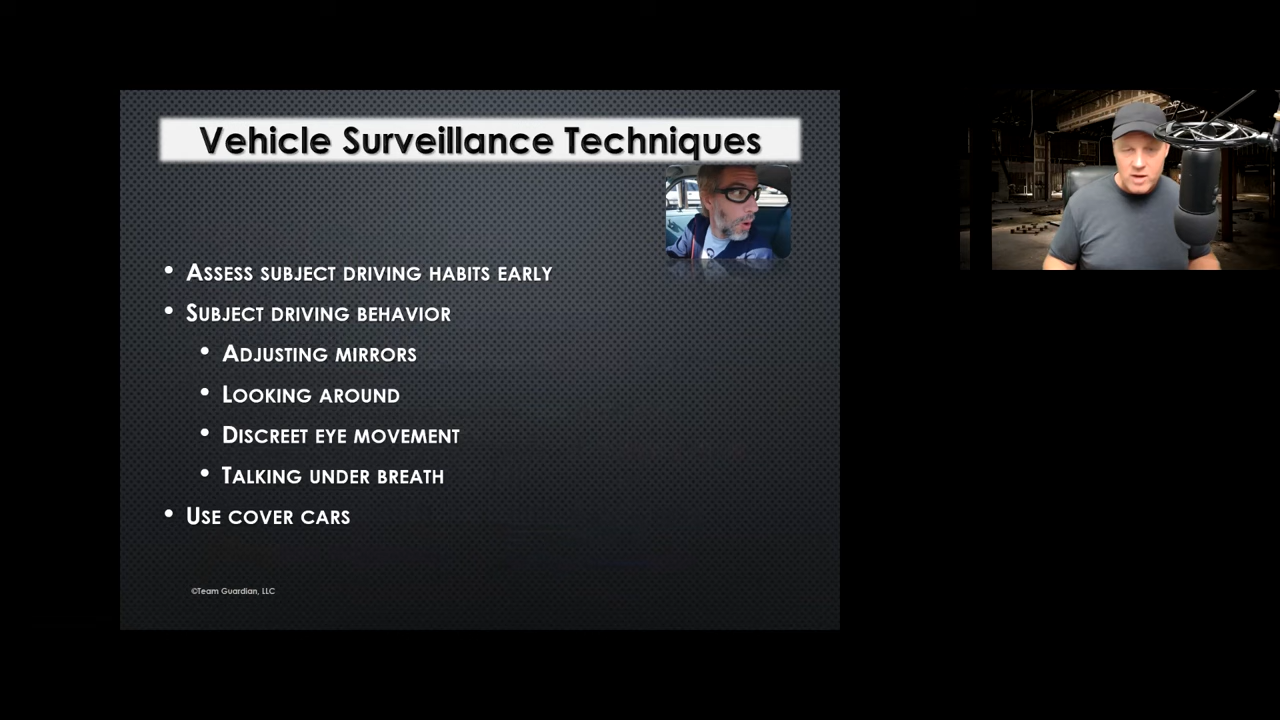 Vehicle Surveillance Techniques
• Assess subject driving habits early
• Subject driving behavior
• Adjusting mirrors
• Looking around
• Discreet eye movement
• Talking under breath
• Use cover cars
©Team Guardian, LLC